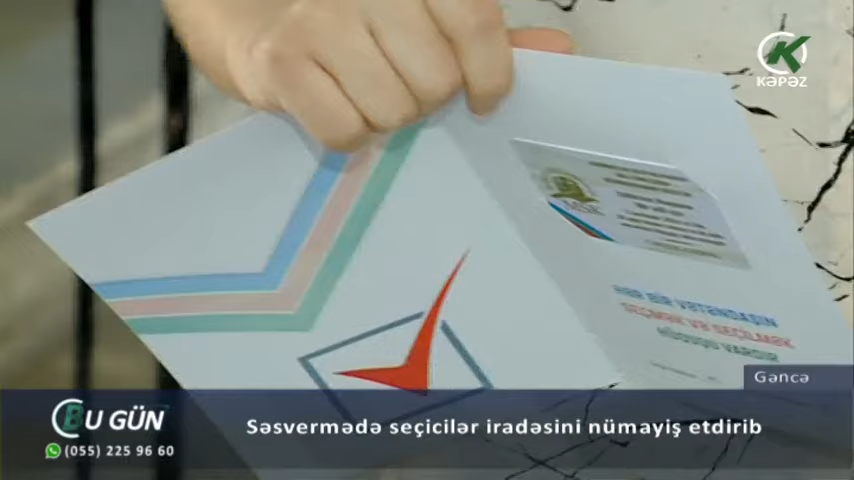 KƏPƏZ
HƏR BİR VƏTƏNDAŞIN
SEÇMƏK VƏ SEÇİLMƏK
HÜQUQU VARDIR
Gəncə
BU GÜN
Səsvermədə seçicilər iradəsini nümayiş etdirib
(055) 225 96 60